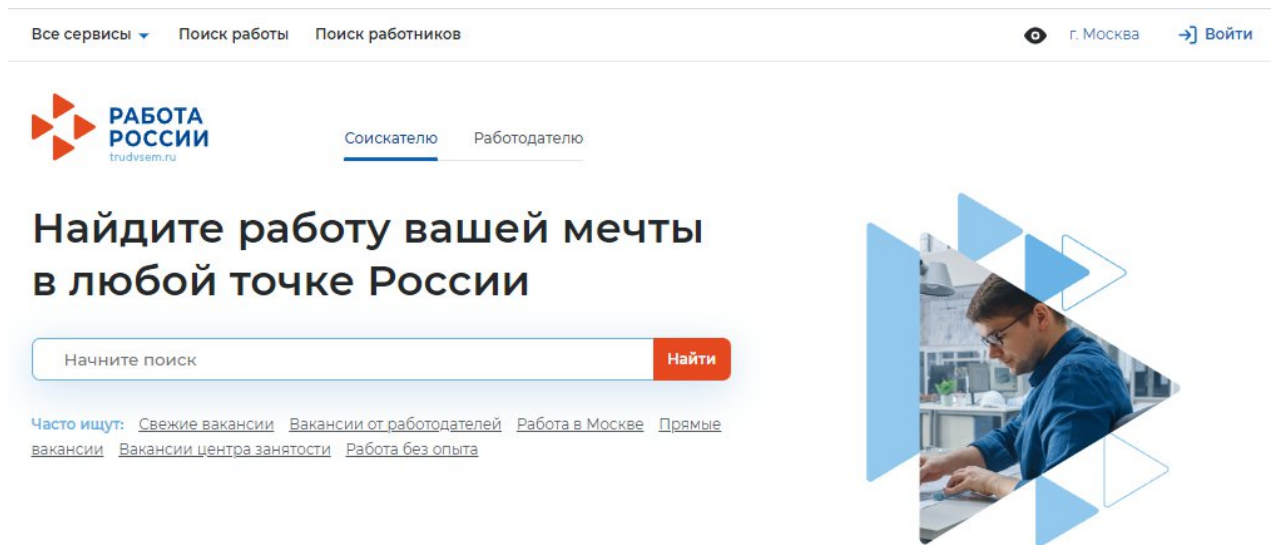 Все сервисы Поиск работы Поиск работников г. Москва Войти
РАБОТА
РОССИИ
trudvsem.ru
Соискателю Работодателю
Найдите работу вашей мечты
в любой точке России
Начните поиск Найти
Часто ищут: Свежие вакансии Вакансии от работодателей Работа в Москве Прямые
вакансии Вакансии центра занятости Работа без опыта